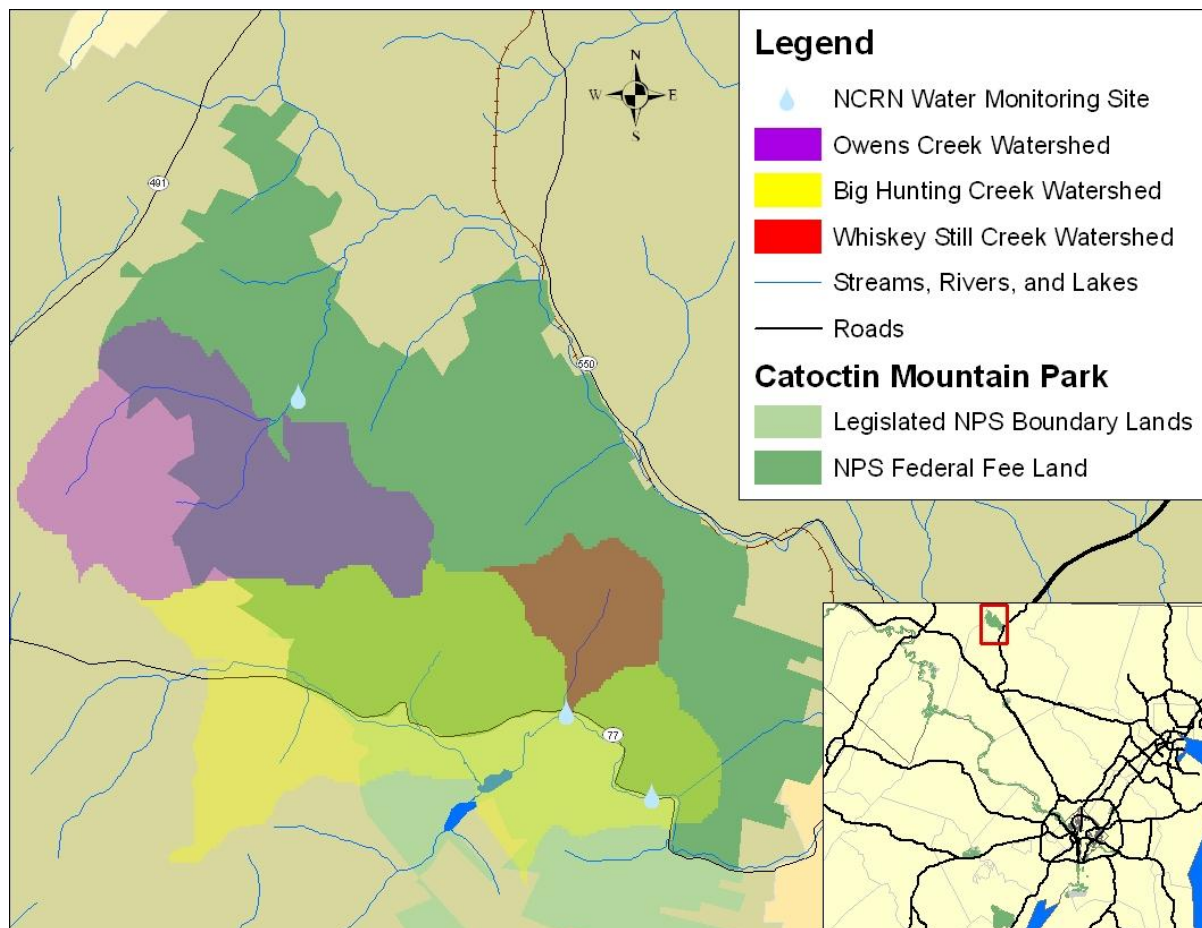 Legend
NCRN Water Monitoring Site
Owens Creek Watershed
Big Hunting Creek Watershed
Whiskey Still Creek Watershed
Streams, Rivers, and Lakes
Roads
Catoctin Mountain Park
Legislated NPS Boundary Lands
NPS Federal Fee Land
N
W E
S
491
550
77